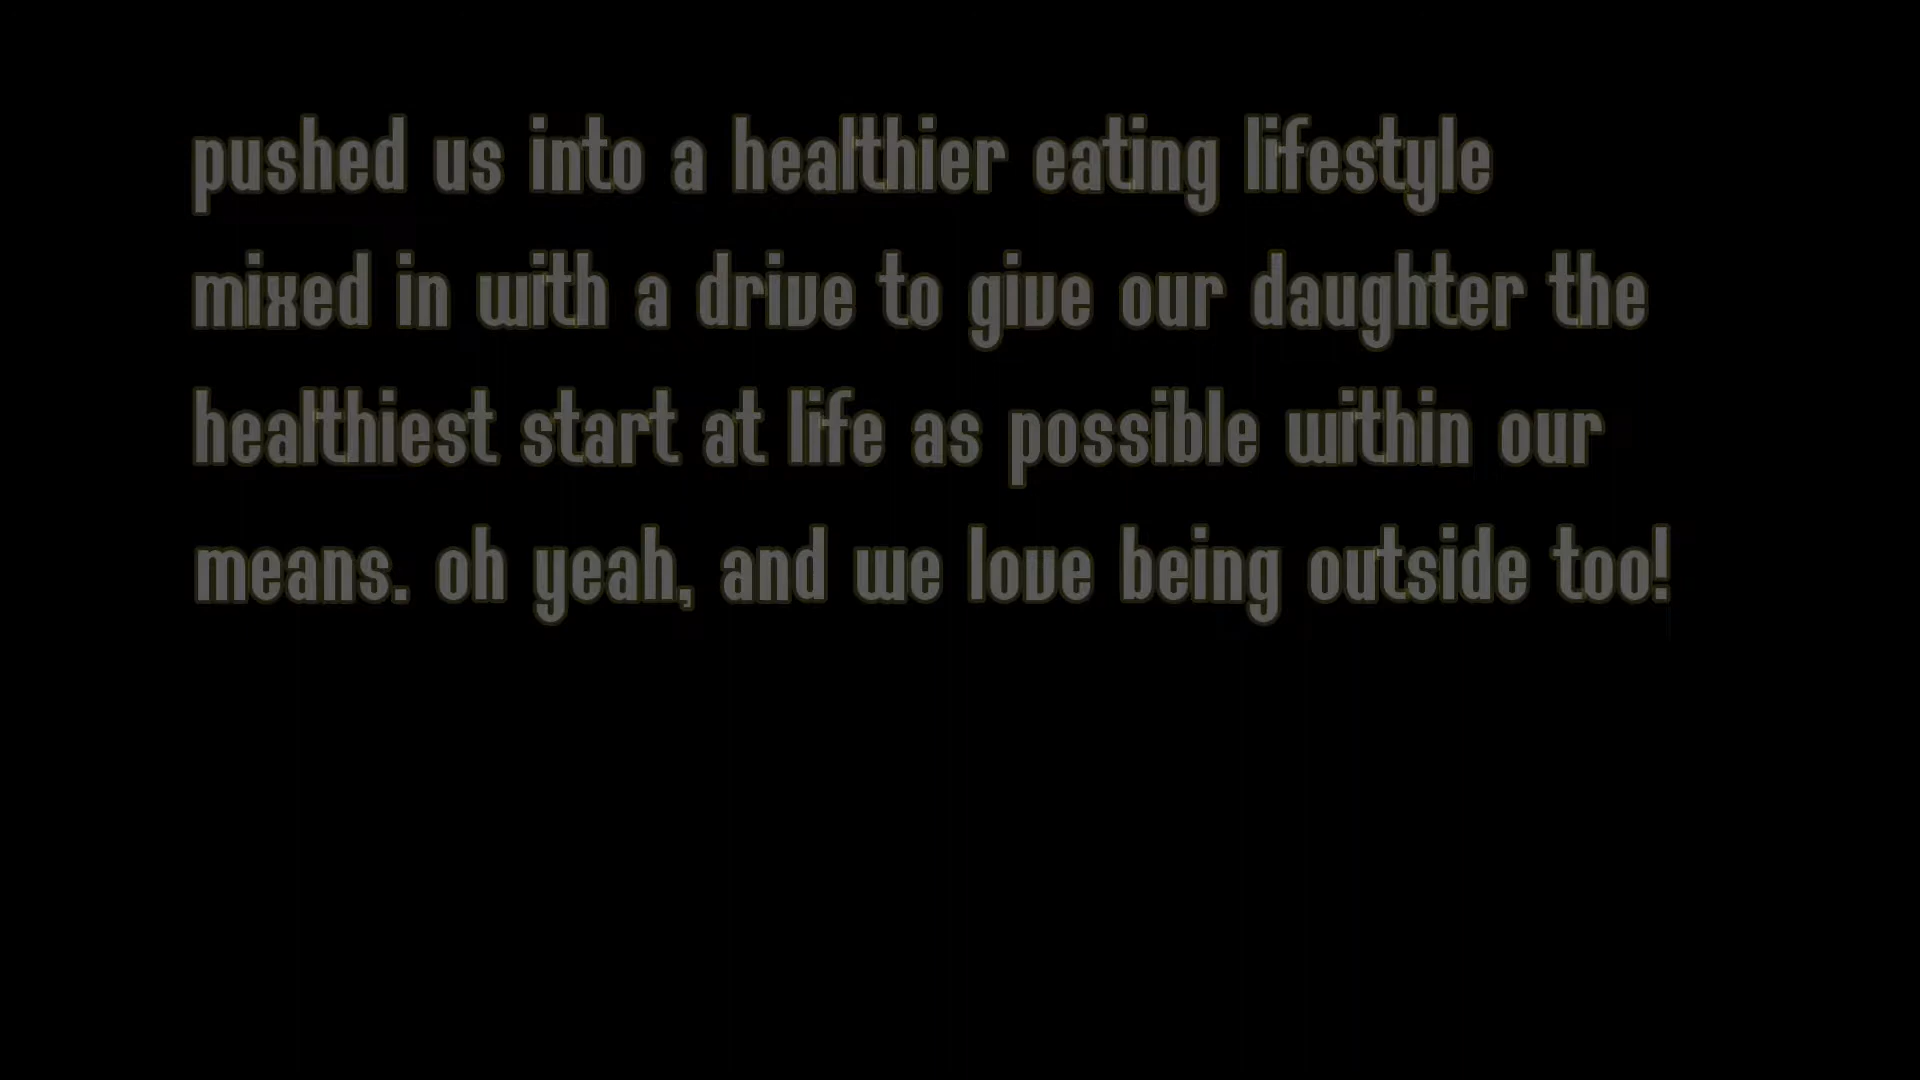 pushed us into a healthier eating lifestyle
mixed in with a drive to give our daughter the
healthiest start at life as possible within our
means. oh yeah, and we love being outside too!